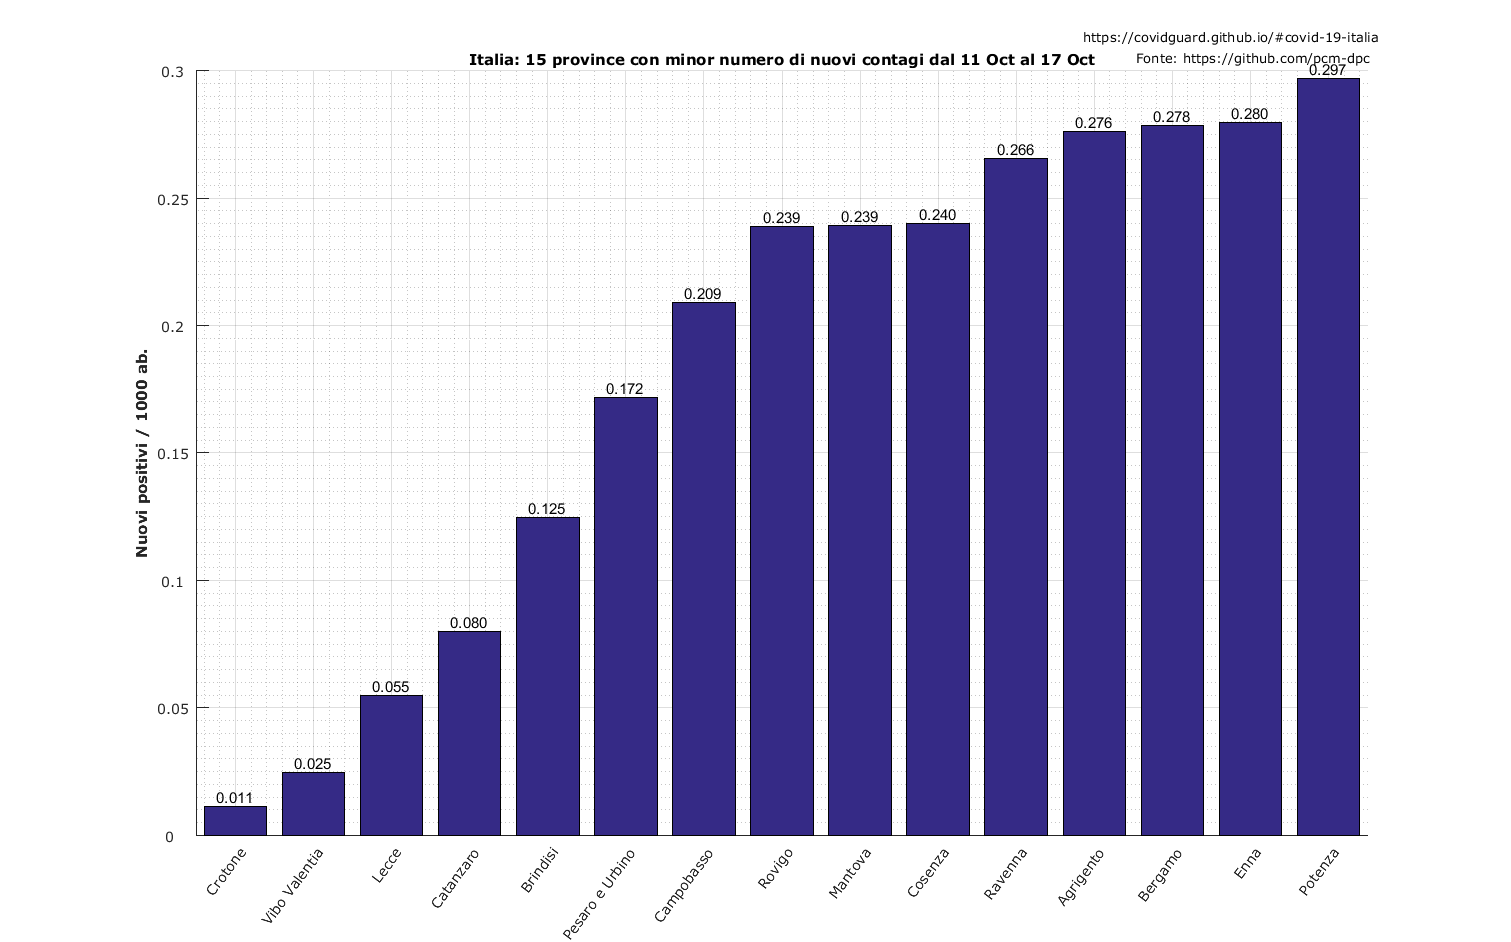 https://covidguard.github.io/#covid-19-italia
Italia: 15 province con minor numero di nuovi contagi dal 11 Oct al 17 Oct
Fonte: https://github.com/pcm-dpc
Nuovi positivi / 1000 ab.
0.3
0.25
0.2
0.15
0.1
0.05
0
0.011
0.025
0.055
0.080
0.125
0.172
0.209
0.239
0.239
0.240
0.266
0.276
0.278
0.280
0.297
Crotone
Vibo Valentia
Lecce
Catanzaro
Brindisi
Pesaro e Urbino
Campobasso
Rovigo
Mantova
Cosenza
Ravenna
Agrigento
Bergamo
Enna
Potenza